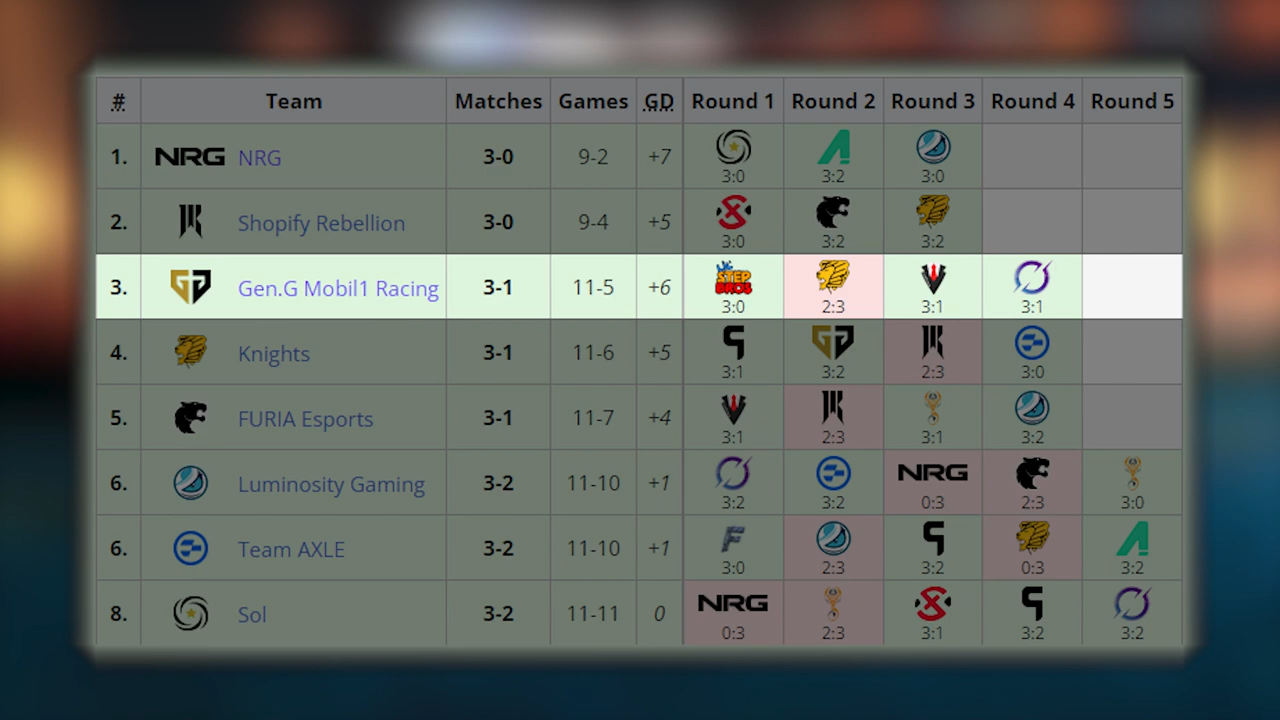 # Team Matches Games GD Round 1 Round 2 Round 3 Round 4 Round 5
1. NRG NRG 3-0 9-2 +7
3:0 3:2 3:0
2. Shopify Rebellion 3-0 9-4 +5
3:0 3:2 3:2
3. Gen.G Mobil1 Racing 3-1 11-5 +6 STEP BROS
3:0 2:3 3:1 3:1
4. Knights 3-1 11-6 +5
3:1 3:2 2:3 3:0
5. FURIA Esports 3-1 11-7 +4
3:1 2:3 3:1 3:2
6. Luminosity Gaming 3-2 11-10 +1 NRG
3:2 3:2 0:3 2:3 3:0
6. Team AXLE 3-2 11-10 +1
3:0 2:3 3:2 0:3 3:2
8. Sol 3-2 11-11 0 NRG
0:3 2:3 3:1 3:2 3:2